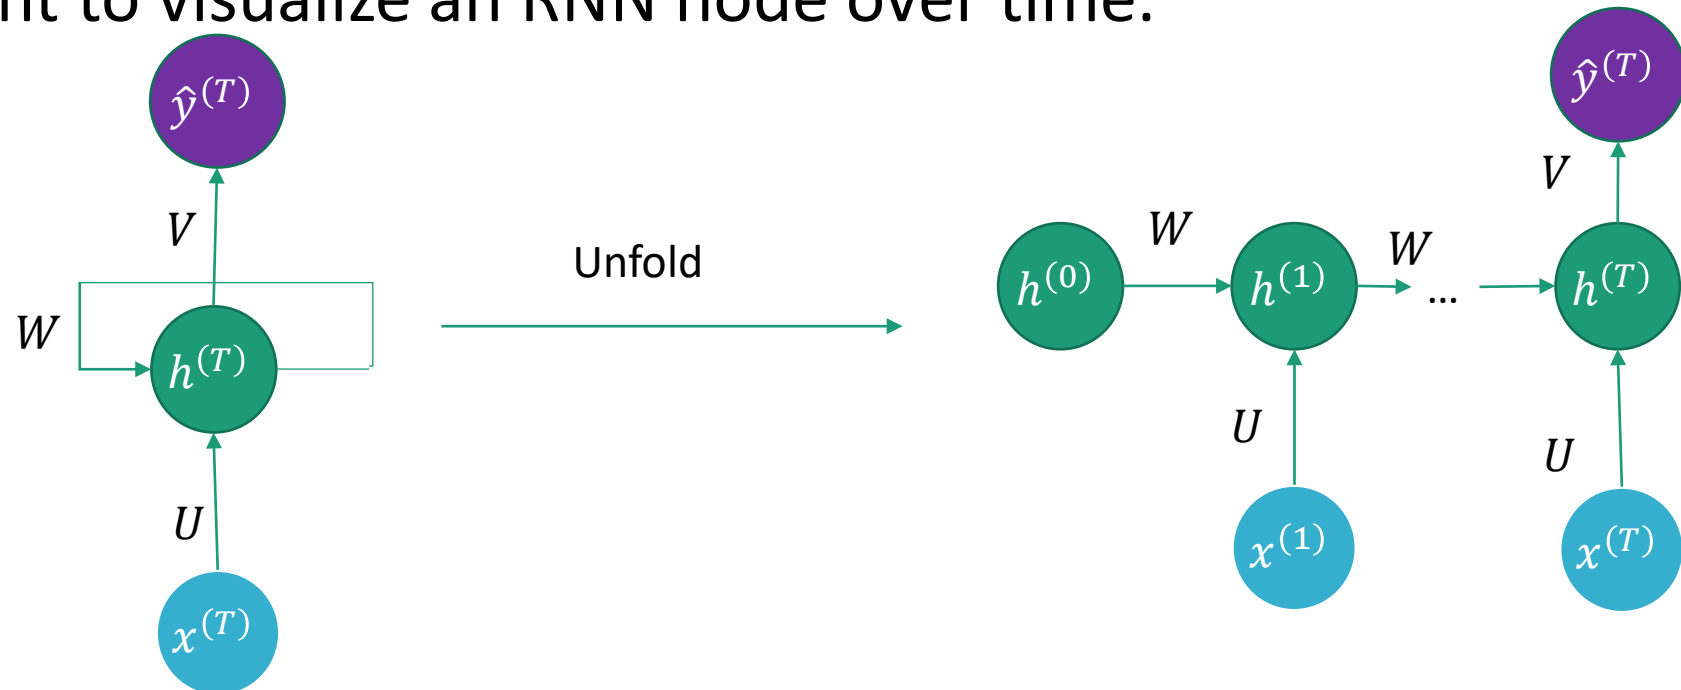 nt to visualize an RNN node over time.
ŷ^(T)
V
W
h^(T)
U
x^(T)
Unfold
ŷ^(T)
V
h^(0)
W
h^(1)
W
...
h^(T)
U
U
x^(1)
x^(T)